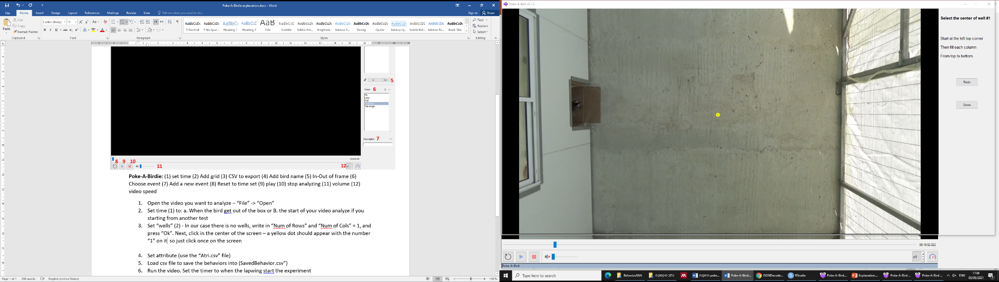 Poke-A-Birdie explanation.docx - Word
File Home Insert Design Layout References Mailings Review View Tell me what you want to do... Sign in Share
Paste
Cut
Copy
Format Painter
Calibri (Body) 11
AaBbCcDc AaBbCcDc AaBbC( AaBbCcE AaB AaBbCcC AaBbCcDc AaBbCcDc AaBbCcDc AaBbCcDc AaBbCcDc AaBbCcDc AaBbCcDc AaBbCcDc AaBbCcDc
¶ Normal ¶ No Spac... Heading 1 Heading 2 Title Subtitle Subtle Em... Emphasis Intense E... Strong Quote Intense Q... Subtle Ref... Intense Re... Book Title
Find
Replace
Select
Clipboard Font Paragraph Styles Editing
In Out 5
Event 6
Fly
Land
Puff
Tail wingle
Description 7
00:00:00.000
8 9 10 11 12 x1
Poke-A-Birdie: (1) set time (2) Add grid (3) CSV to export (4) Add bird name (5) In-Out of frame (6)
Choose event (7) Add a new event (8) Reset to time set (9) play (10) stop analyzing (11) volume (12)
video speed
1. Open the video you want to analyze – “File” -> “Open”
2. Set time (1) to: a. When the bird get out of the box or B. the start of your video analyze if you
starting from another test
3. Set “wells” (2) - In our case there is no wells, write in “Num of Rows” and “Num of Cols” = 1, and
press “Ok”. Next, click in the center of the screen – a yellow dot should appear with the number
“1” on it so just click once on the screen
4. Set attribute (use the “Atri.csv” file)
5. Load csv file to save the behaviors into (SavedBehavior.csv”)
6. Run the video. Set the timer to when the lapwing start the experiment
Page 1 of 1 200 words English (United States) 150 %
Poke-A-Bird v0.7.3
Select the center of well #1
Start at the left top corner
Then fill each column
From top to bottom.
Redo
Done
1
00:10:52.022
x1
Poke-A-Bird
Type here to search
BehaviorANA
כלוב סיקסקים
התקנת poke...
Poke-A-Birdi...
JSONDecode...
RStudio
Poke-A-Bird....
Explanation....
Poke-A-Bird ...
Poke-A-Bird ...
ENG
17:06
03/05/2021